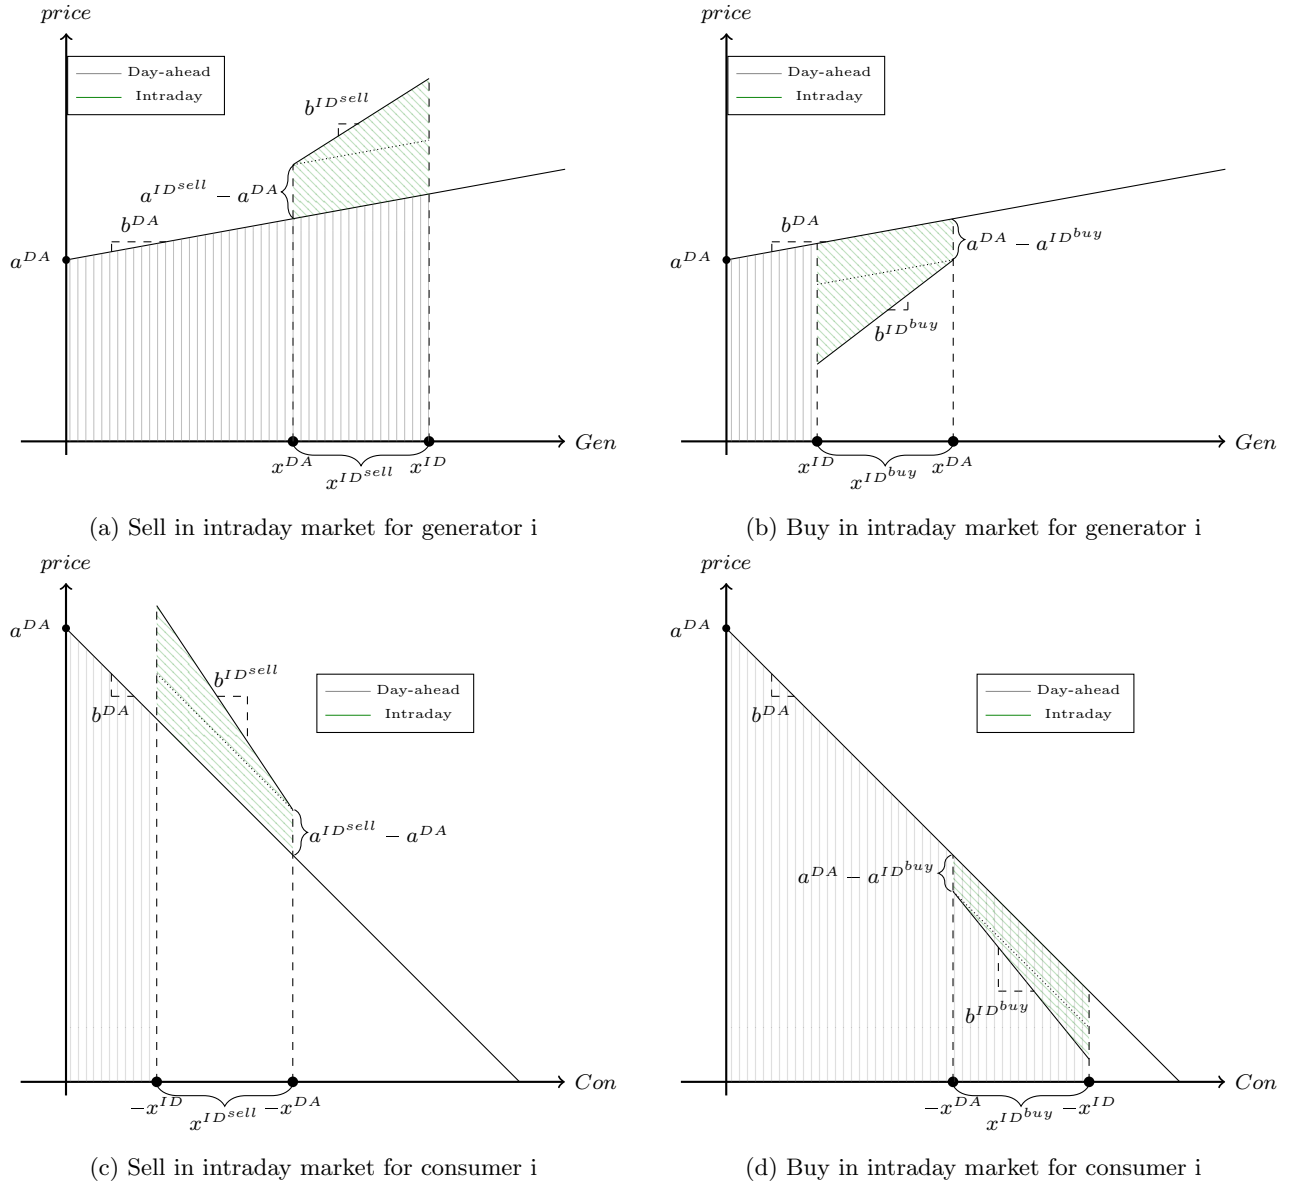 price
Day-ahead
Intraday
b^{ID^{sell}}
a^{ID^{sell}} − a^{DA}
b^{DA}
a^{DA}
Gen
x^{DA}
x^{ID}
x^{ID^{sell}}
(a) Sell in intraday market for generator i
price
Day-ahead
Intraday
b^{DA}
a^{DA} − a^{ID^{buy}}
a^{DA}
b^{ID^{buy}}
Gen
x^{ID}
x^{DA}
x^{ID^{buy}}
(b) Buy in intraday market for generator i
price
a^{DA}
b^{ID^{sell}}
Day-ahead
Intraday
b^{DA}
a^{ID^{sell}} − a^{DA}
Con
−x^{ID}
−x^{DA}
x^{ID^{sell}}
(c) Sell in intraday market for consumer i
price
a^{DA}
Day-ahead
Intraday
b^{DA}
a^{DA} − a^{ID^{buy}}
b^{ID^{buy}}
Con
−x^{DA}
−x^{ID}
x^{ID^{buy}}
(d) Buy in intraday market for consumer i